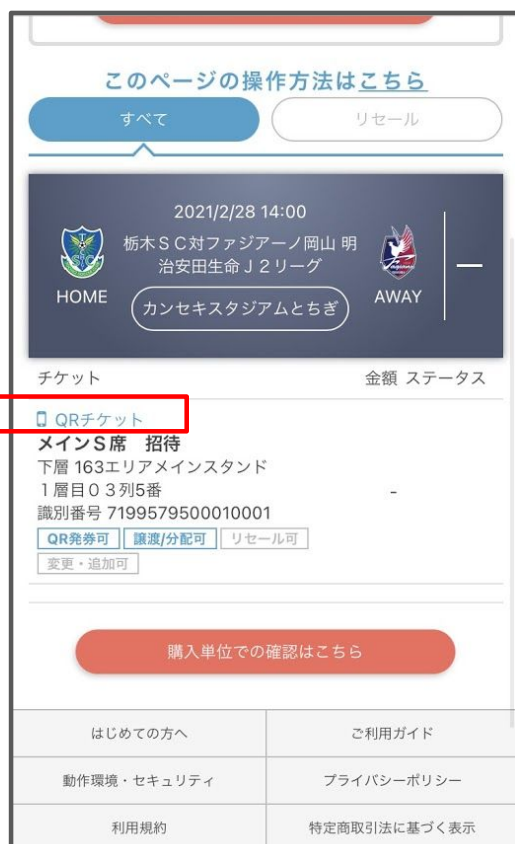 このページの操作方法はこちら
すべて
リセール
2021/2/28 14:00
栃木SC対ファジアーノ岡山 明
治安田生命J2リーグ
HOME
カンセキスタジアムとちぎ
AWAY
チケット
金額 ステータス
QRチケット
メインS席 招待
下層 163エリアメインスタンド
1層目03列5番
-
識別番号 7199579500010001
QR発券可 譲渡/分配可 リセール可
変更・追加可
購入単位での確認はこちら
はじめての方へ
ご利用ガイド
動作環境・セキュリティ
プライバシーポリシー
利用規約
特定商取引法に基づく表示